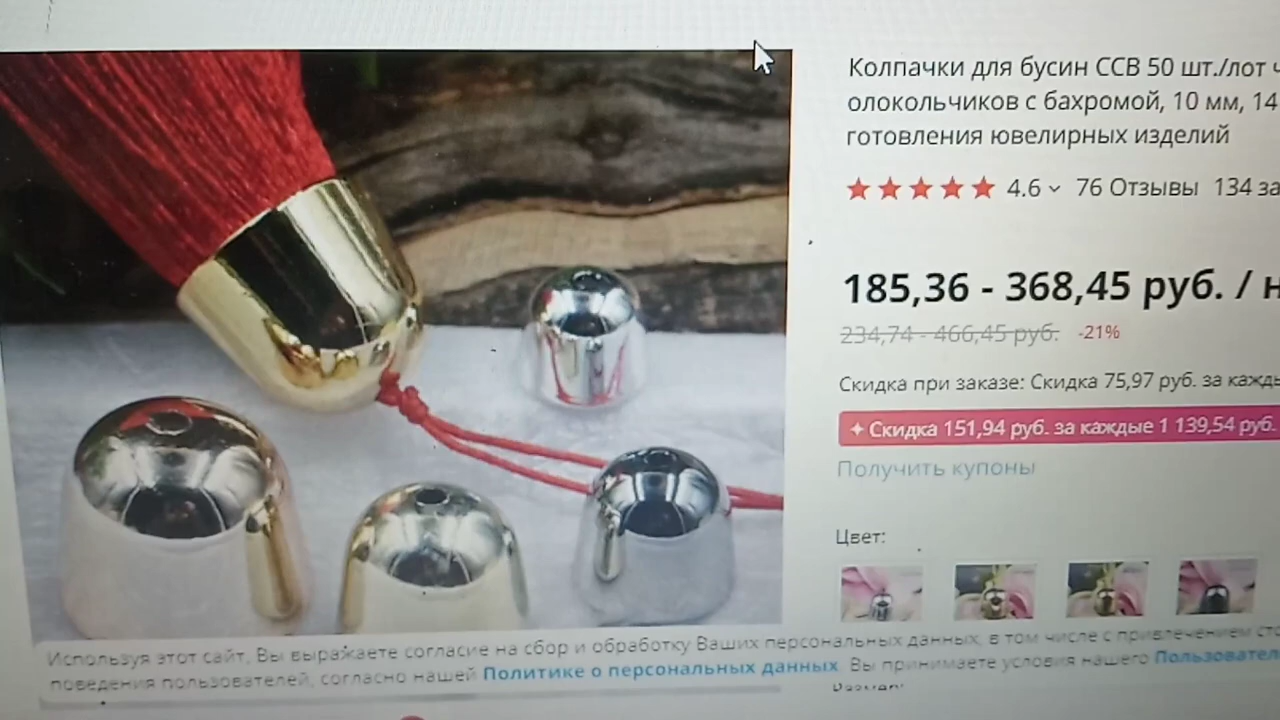 Колпачки для бусин CCB 50 шт./лот
олокольчиков с бахромой, 10 мм, 14
готовления ювелирных изделий
4.6 76 Отзывы 134
185,36 - 368,45 руб. /
234,74 - 466,45 руб. -21%
Скидка при заказе: Скидка 75,97 руб. за
Скидка 151,94 руб. за каждые 1 139,54 руб.
Получить купоны
Цвет:
Используя этот сайт, Вы выражаете согласие на сбор и обработку Ваших персональных данных, в том числе с привлечением
поведения пользователей, согласно нашей Политике о персональных данных. Вы принимаете условия нашего
Размер: